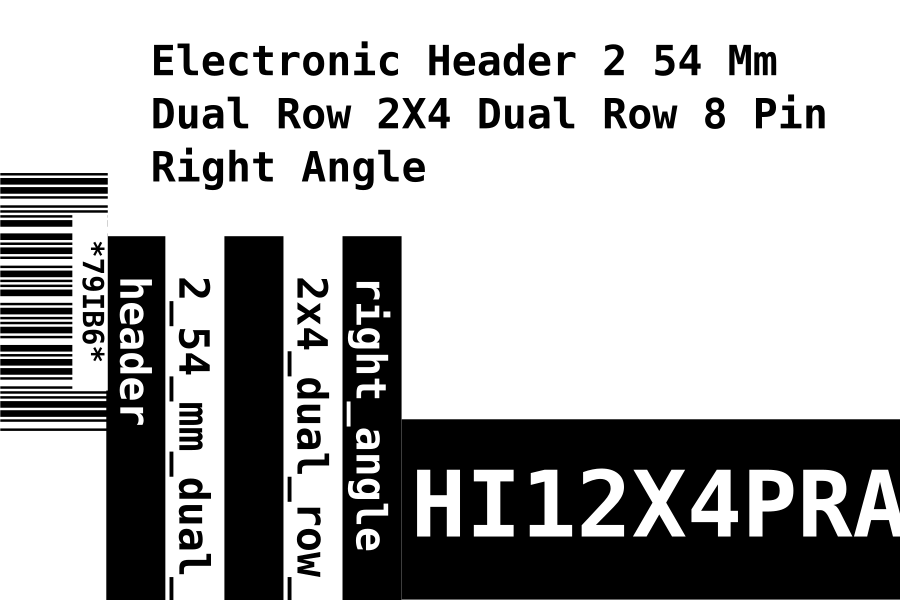 Electronic Header 2 54 Mm
Dual Row 2X4 Dual Row 8 Pin
Right Angle
*79IB6*
header
2_54_mm_dual_
2x4_dual_row_
right_angle
HI12X4PRA